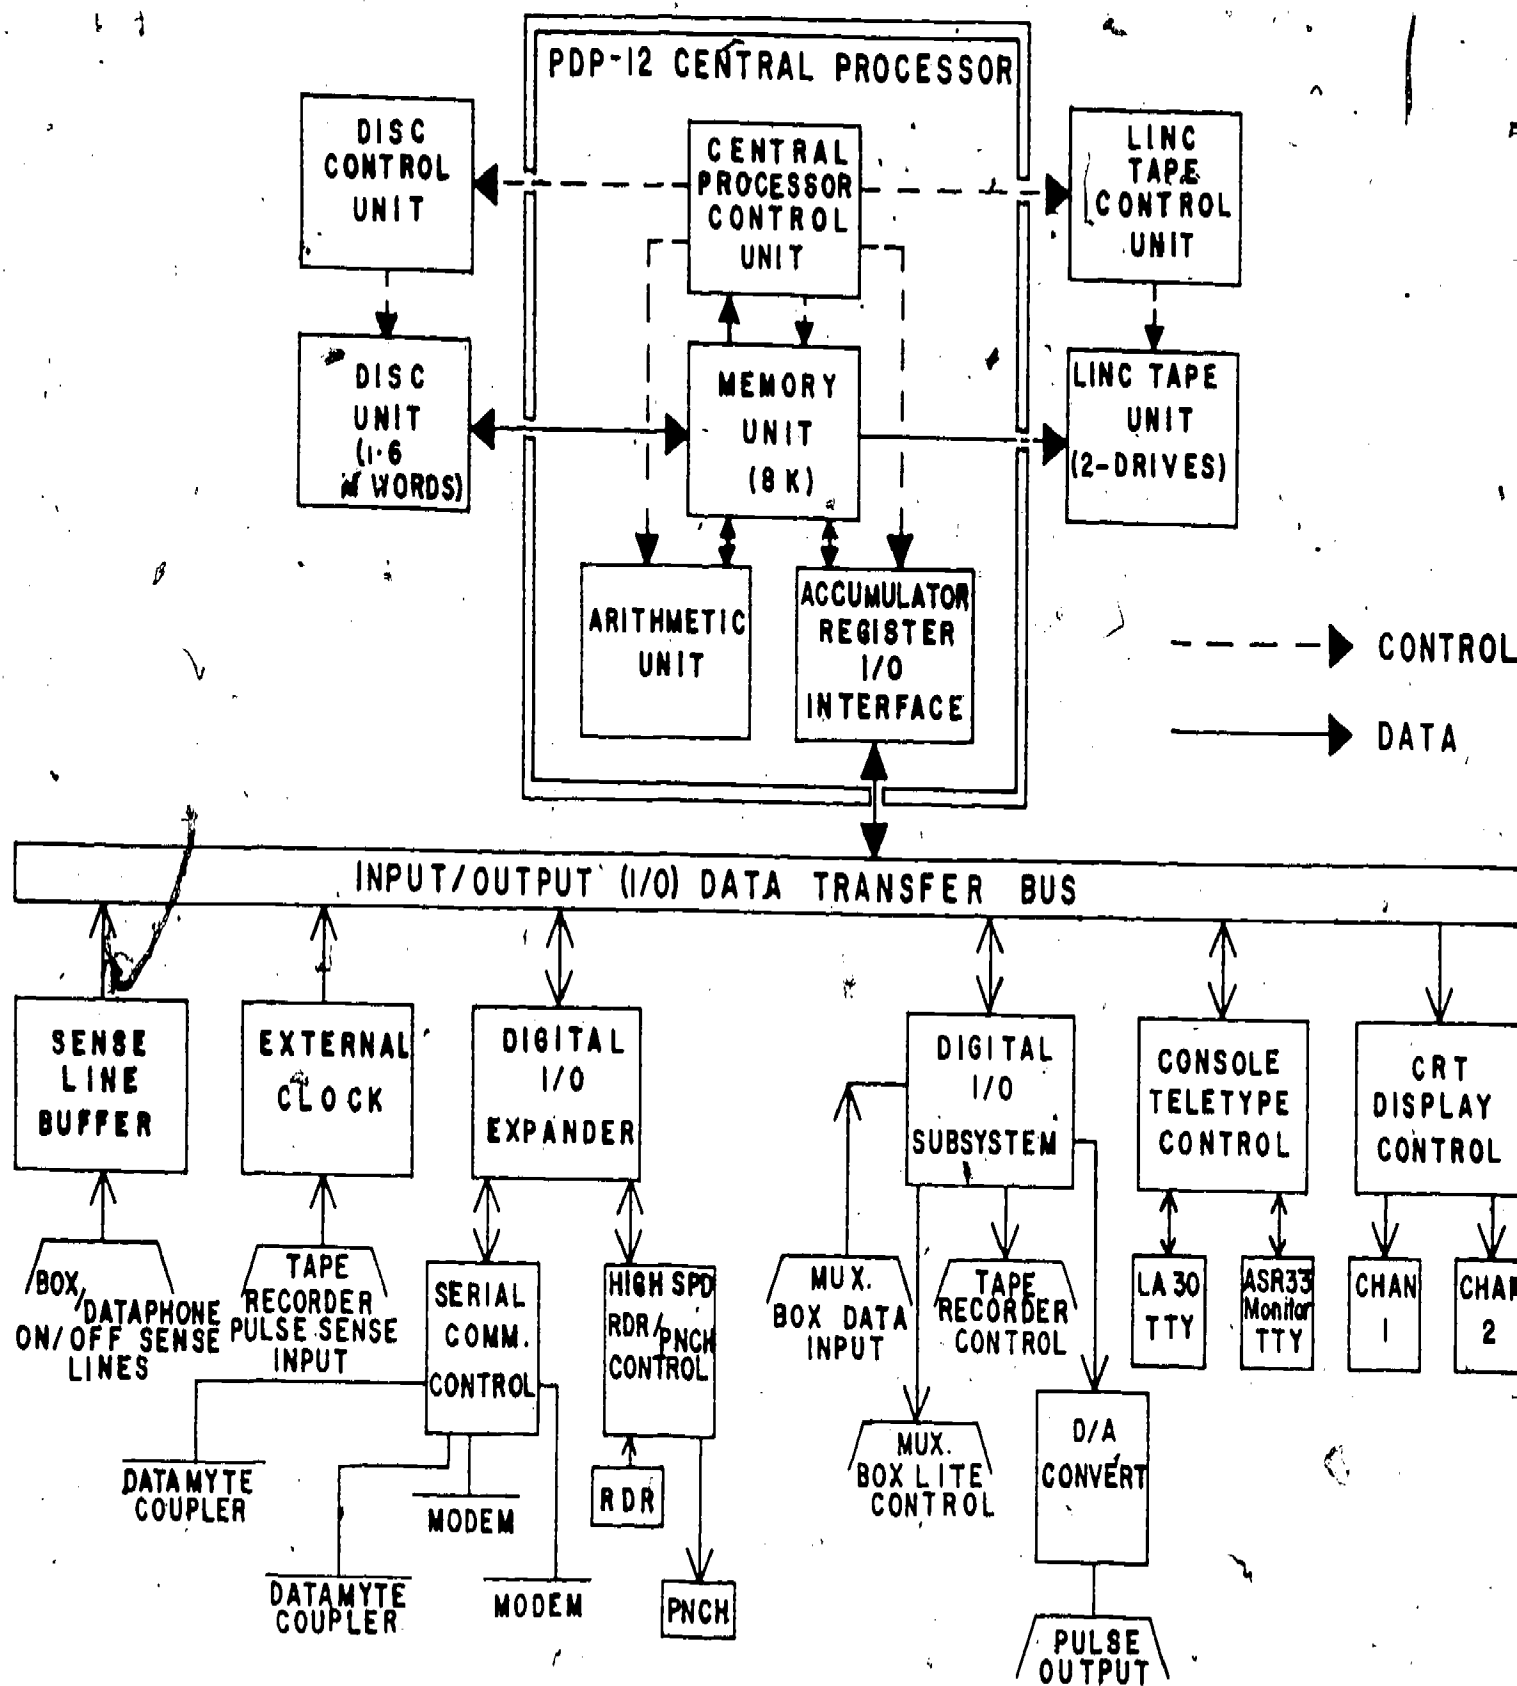 PDP-12 CENTRAL PROCESSOR
DISC
CONTROL
UNIT
CENTRAL
PROCESSOR
CONTROL
UNIT
LINC
TAPE
CONTROL
UNIT
DISC
UNIT
(1.6
M WORDS)
MEMORY
UNIT
(8K)
LINC TAPE
UNIT
(2-DRIVES)
ARITHMETIC
UNIT
ACCUMULATOR
REGISTER
I/O
INTERFACE
CONTROL
DATA
INPUT/OUTPUT (I/O) DATA TRANSFER BUS
SENSE
LINE
BUFFER
EXTERNAL
CLOCK
DIGITAL
I/O
EXPANDER
DIGITAL
I/O
SUBSYSTEM
CONSOLE
TELETYPE
CONTROL
CRT
DISPLAY
CONTROL
BOX/
DATAPHONE
ON/OFF SENSE
LINES
TAPE
RECORDER
PULSE SENSE
INPUT
SERIAL
COMM.
CONTROL
HIGH SPD
RDR/
PNCH
CONTROL
MUX.
BOX DATA
INPUT
TAPE
RECORDER
CONTROL
LA30
TTY
ASR33
Monitor
TTY
CHAN
1
CHAN
2
DATAMYTE
COUPLER
MODEM
RDR
MUX.
BOX LITE
CONTROL
D/A
CONVERT
DATAMYTE
COUPLER
MODEM
PNCH
PULSE
OUTPUT